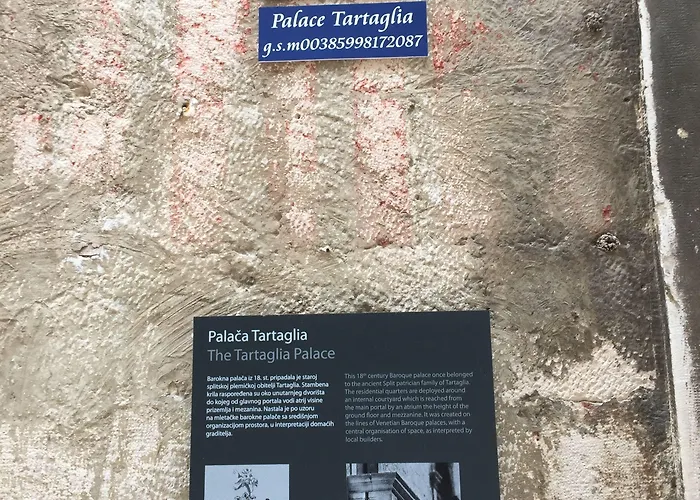 Palace Tartaglia
g.s.m00385998172087
Palača Tartaglia
The Tartaglia Palace
Barokna palača iz 18. st. pripadala je staroj
splitskoj plemićkoj obitelji Tartaglia. Stambena
krila raspoređena su oko unutarnjeg dvorišta
do kojeg od glavnog portala vodi atrij visine
prizemlja i mezanina. Nastala je po uzoru
na mletačke barokne palače sa središnjom
organizacijom prostora, u interpretaciji domaćih
graditelja.
This 18th century Baroque palace once belonged
to the ancient Split patrician family of Tartaglia.
The residential quarters are deployed around
an internal courtyard which is reached from
the main portal by an atrium the height of the
ground floor and mezzanine. It was created on
the lines of Venetian Baroque palaces, with a
central organisation of space, as interpreted by
local builders.